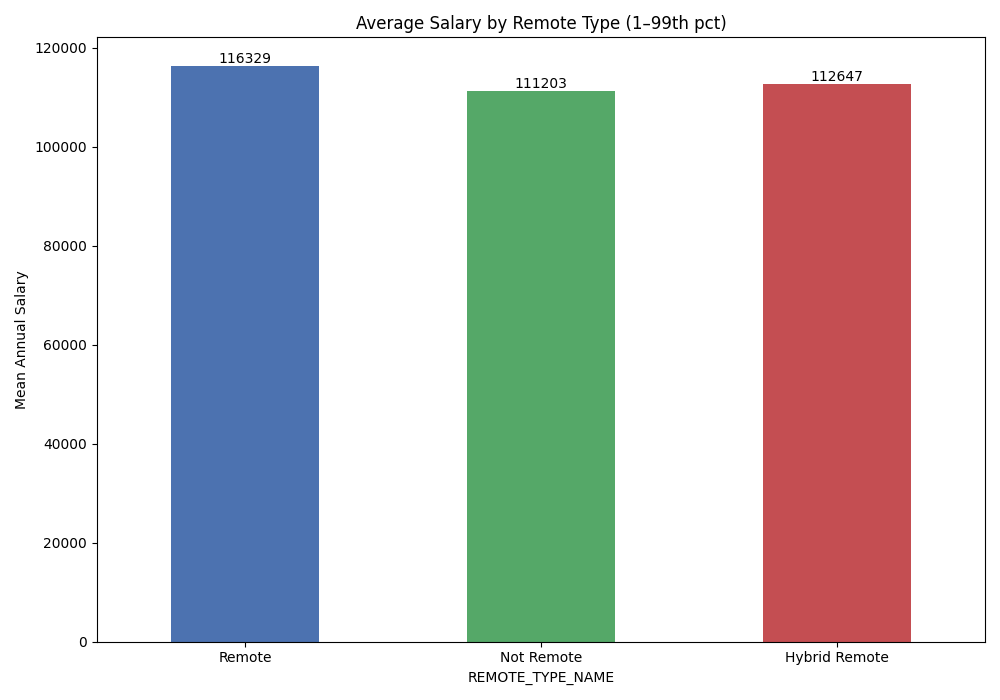 Average Salary by Remote Type (1–99th pct)
120000
100000
80000
60000
40000
20000
0
Mean Annual Salary
116329
111203
112647
Remote
Not Remote
Hybrid Remote
REMOTE_TYPE_NAME